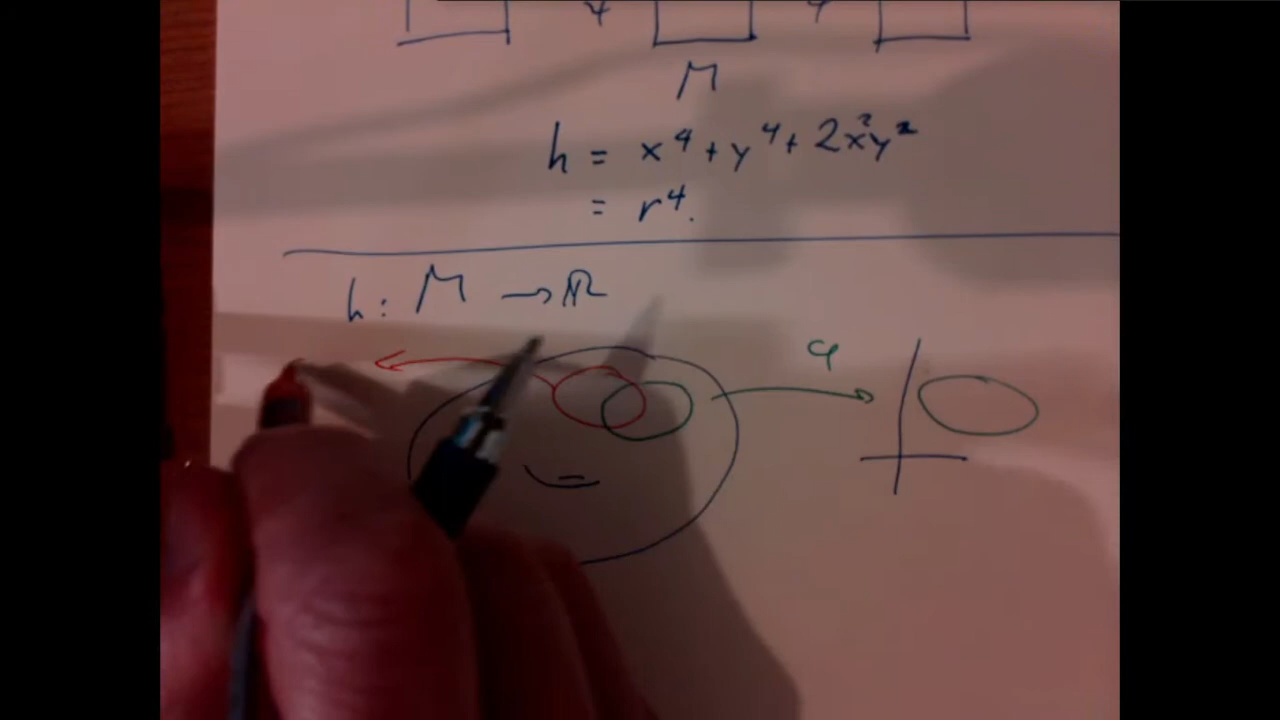 M
h = x⁴ + y⁴ + 2x²y²
= r⁴.
h: M → ℝ
φ